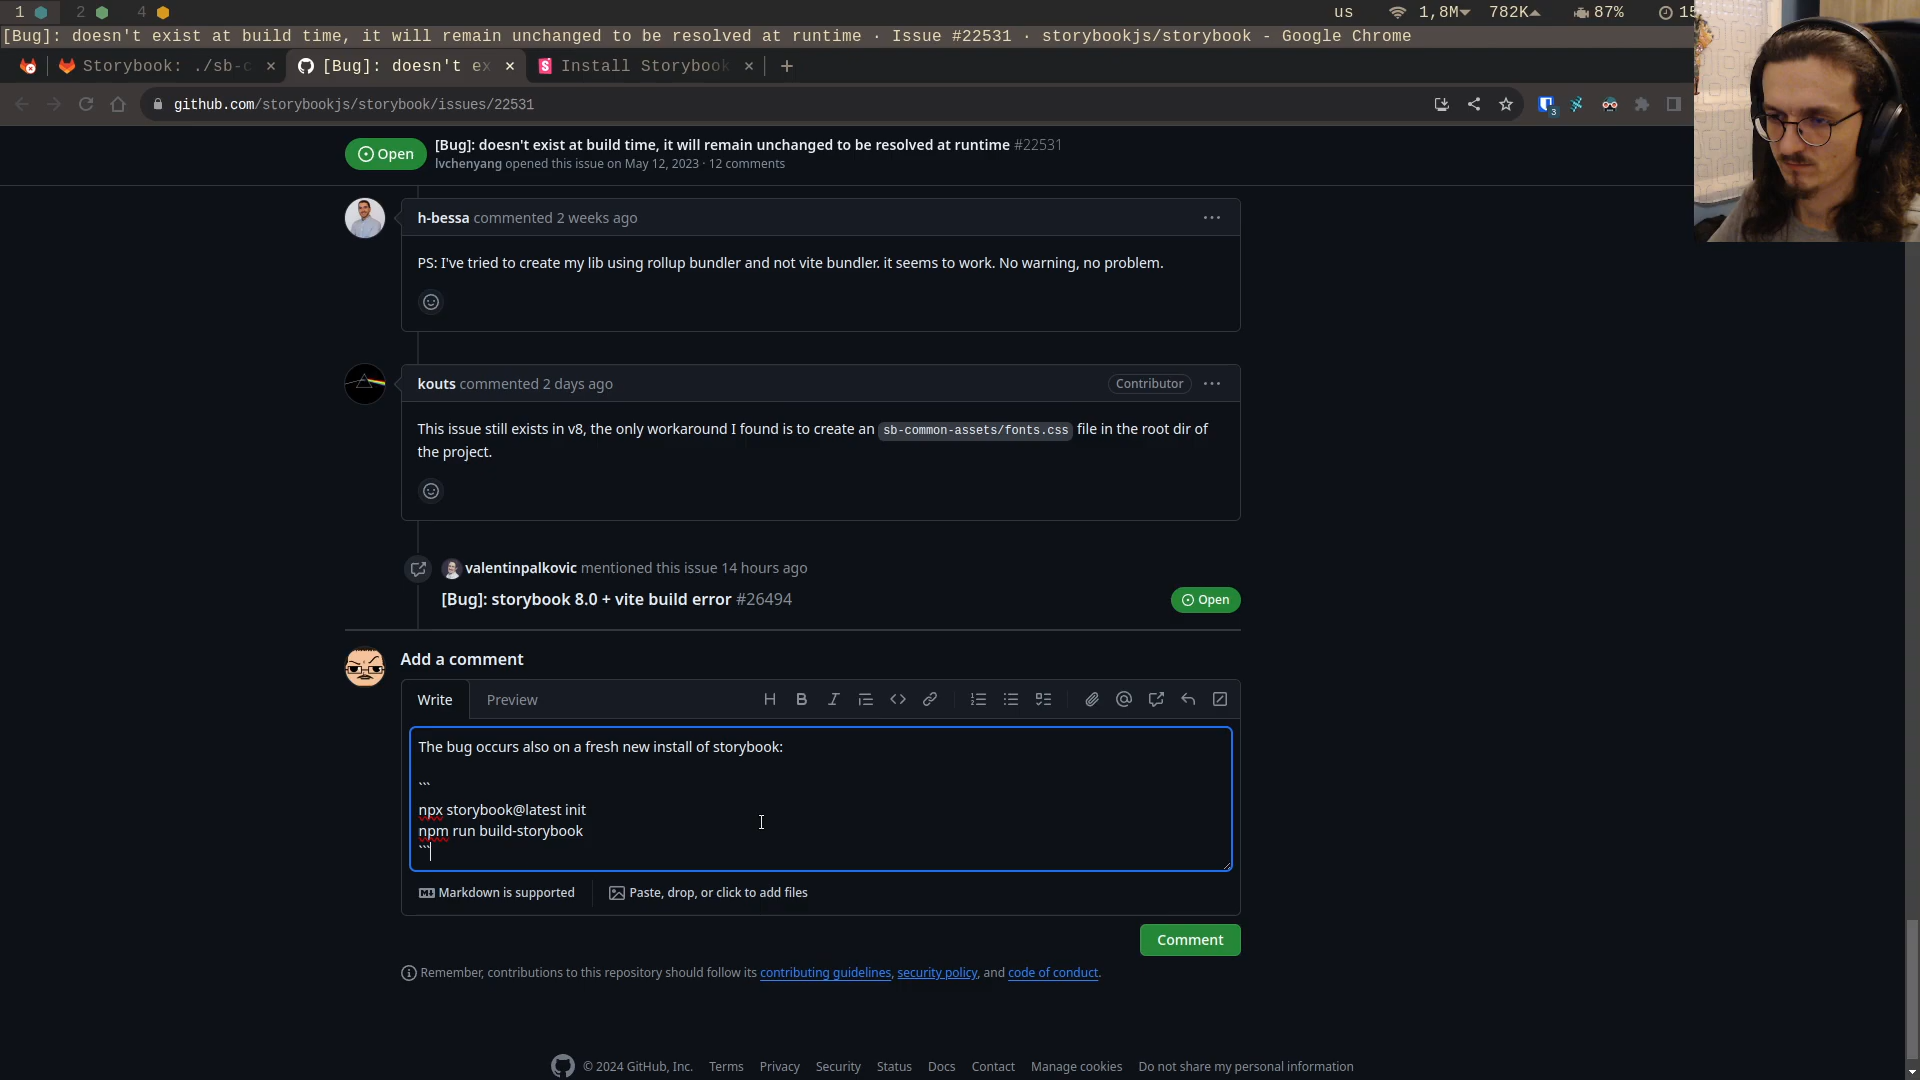 1 2 4 us 1,8M 782K 87% 15
[Bug]: doesn't exist at build time, it will remain unchanged to be resolved at runtime · Issue #22531 · storybookjs/storybook - Google Chrome
Storybook: ./sb-c × [Bug]: doesn't ex × Install Storybook × +
github.com/storybookjs/storybook/issues/22531 3
Open [Bug]: doesn't exist at build time, it will remain unchanged to be resolved at runtime #22531
lvchenyang opened this issue on May 12, 2023 · 12 comments
h-bessa commented 2 weeks ago ···
PS: I've tried to create my lib using rollup bundler and not vite bundler. it seems to work. No warning, no problem.
kouts commented 2 days ago Contributor ···
This issue still exists in v8, the only workaround I found is to create an sb-common-assets/fonts.css file in the root dir of
the project.
valentinpalkovic mentioned this issue 14 hours ago
[Bug]: storybook 8.0 + vite build error #26494 Open
Add a comment
Write Preview H B I
The bug occurs also on a fresh new install of storybook:
```
npx storybook@latest init
npm run build-storybook
```
Markdown is supported Paste, drop, or click to add files
Comment
Remember, contributions to this repository should follow its contributing guidelines, security policy, and code of conduct.
© 2024 GitHub, Inc. Terms Privacy Security Status Docs Contact Manage cookies Do not share my personal information